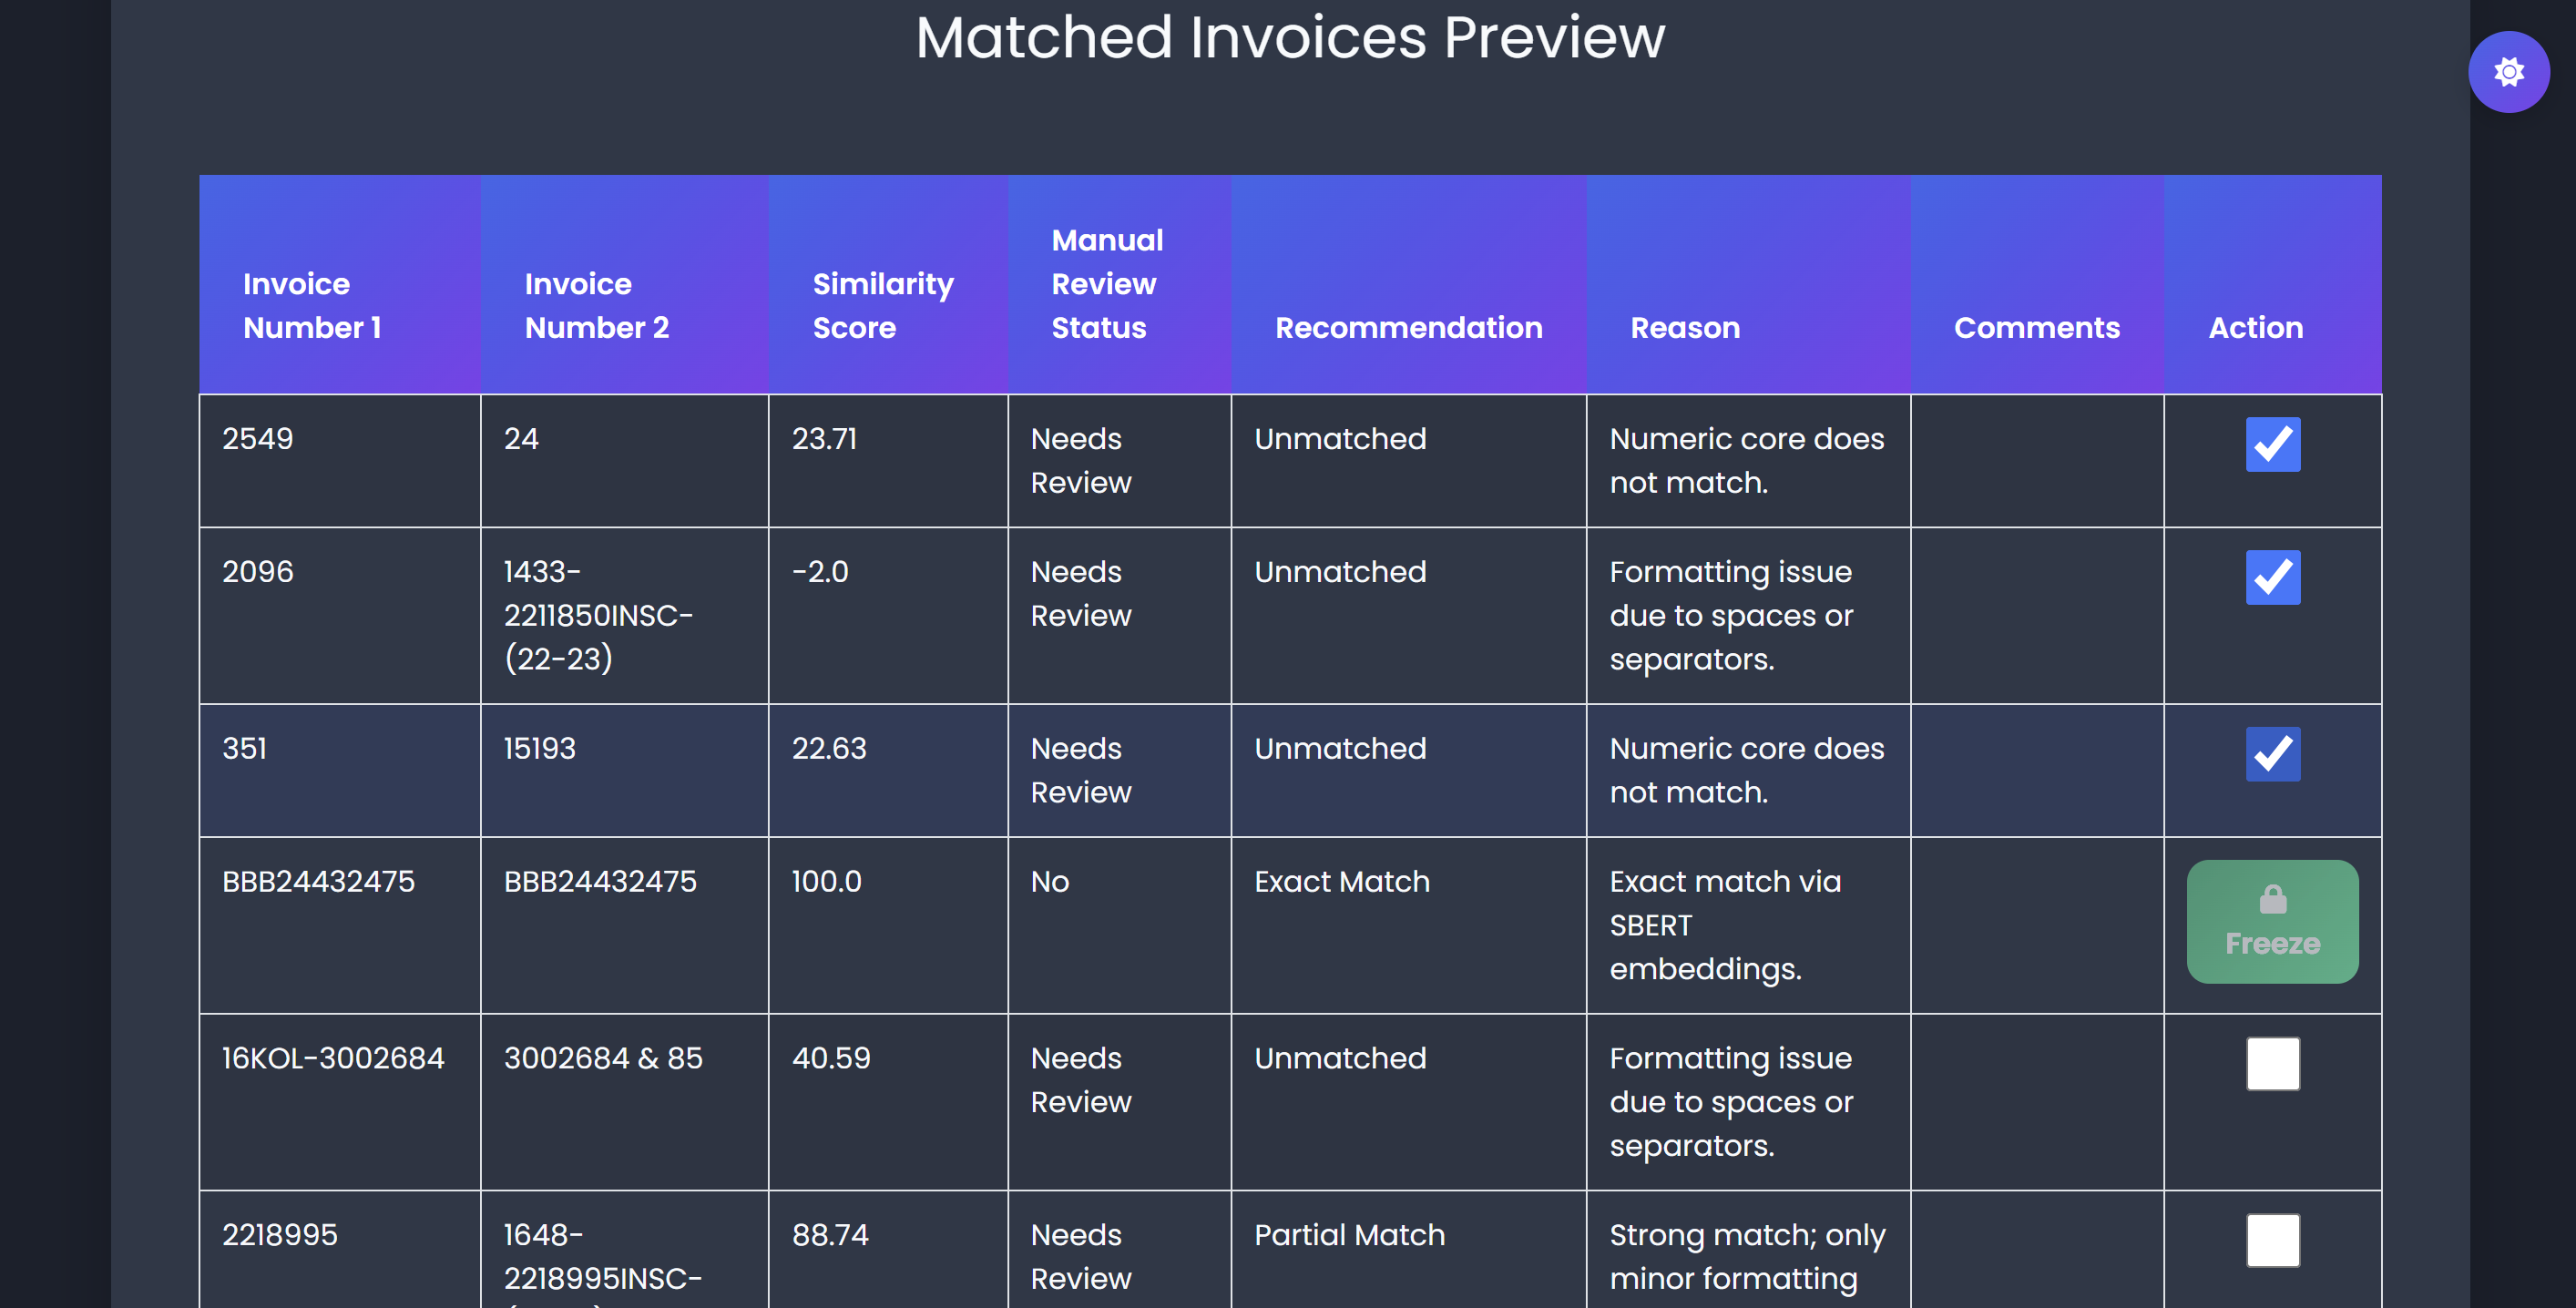 Matched Invoices Preview
Invoice Number 1
Invoice Number 2
Similarity Score
Manual Review Status
Recommendation
Reason
Comments
Action
2549
24
23.71
Needs Review
Unmatched
Numeric core does not match.
2096
1433-2211850INSC-(22-23)
-2.0
Needs Review
Unmatched
Formatting issue due to spaces or separators.
351
15193
22.63
Needs Review
Unmatched
Numeric core does not match.
BBB24432475
BBB24432475
100.0
No
Exact Match
Exact match via SBERT embeddings.
Freeze
16KOL-3002684
3002684 & 85
40.59
Needs Review
Unmatched
Formatting issue due to spaces or separators.
2218995
1648-2218995INSC-
88.74
Needs Review
Partial Match
Strong match; only minor formatting